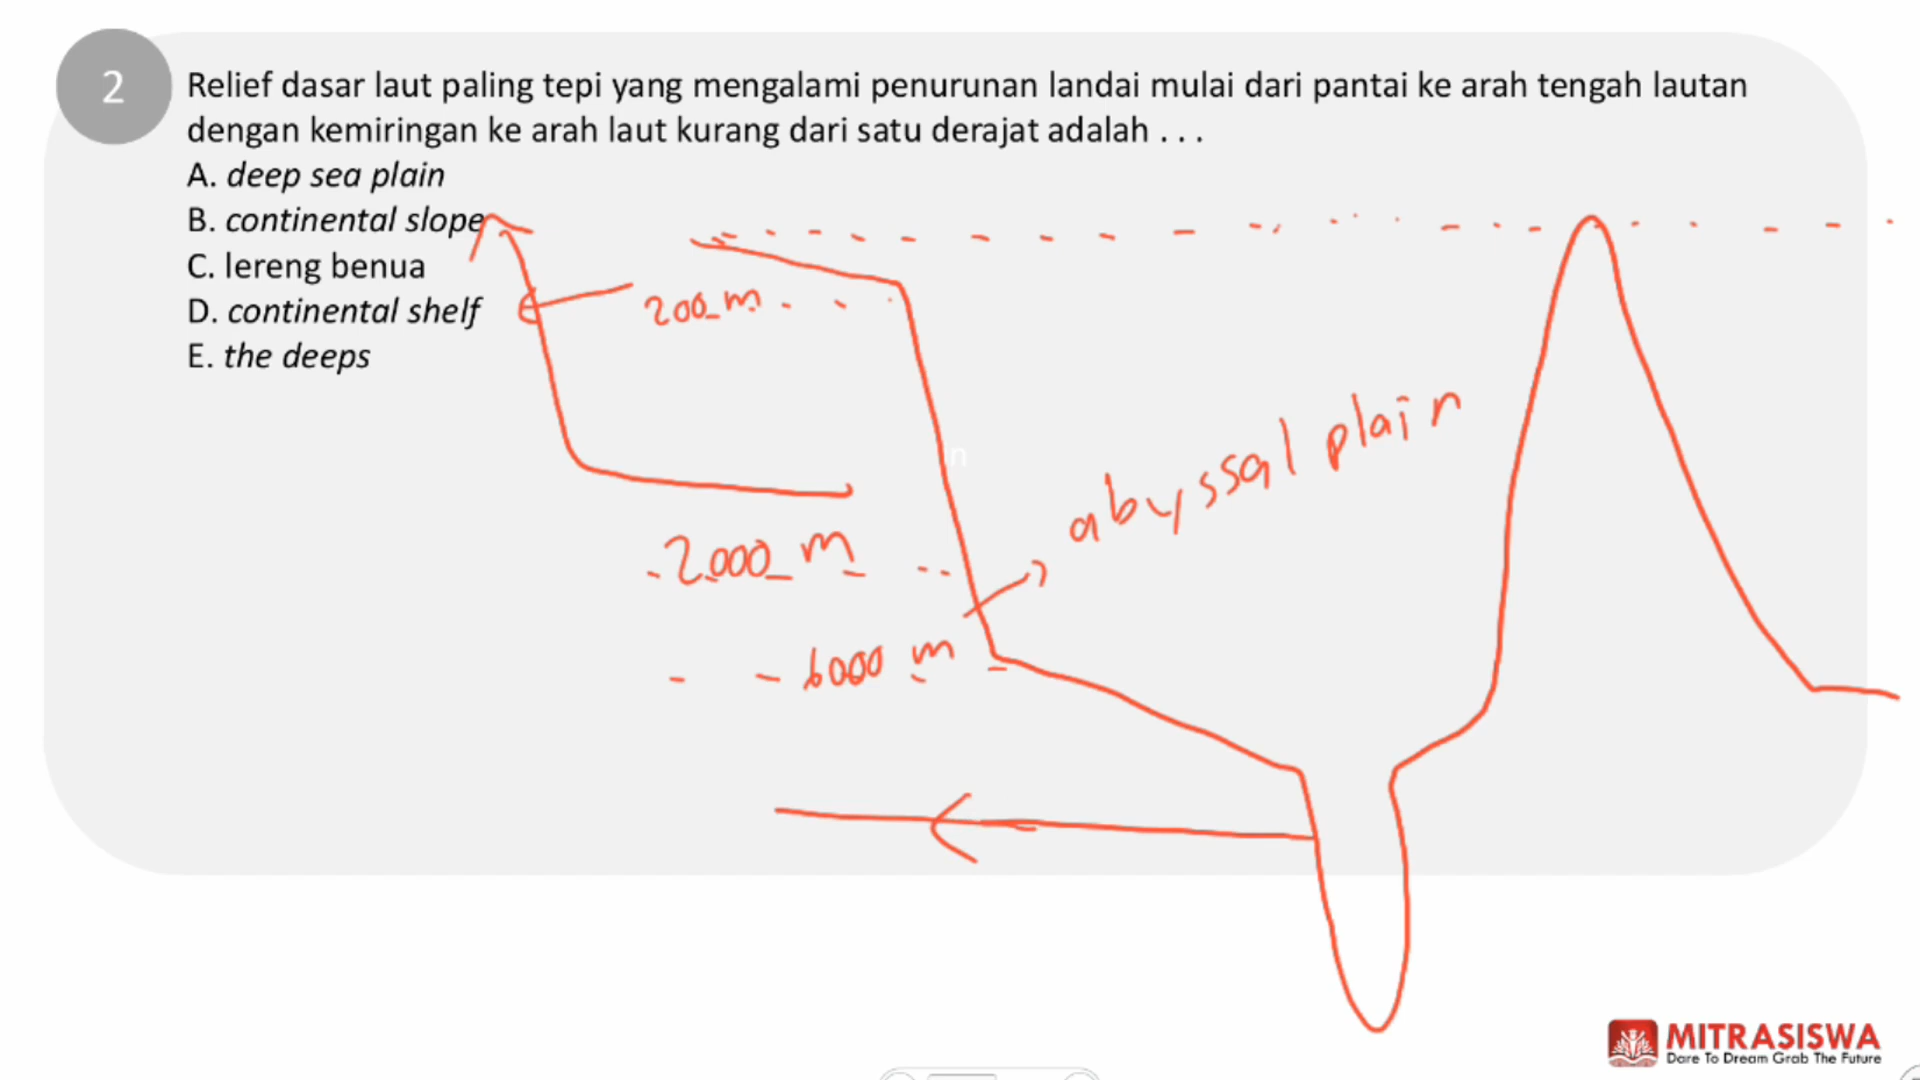 2
Relief dasar laut paling tepi yang mengalami penurunan landai mulai dari pantai ke arah tengah lautan
dengan kemiringan ke arah laut kurang dari satu derajat adalah . . .
A. deep sea plain
B. continental slope
C. lereng benua
D. continental shelf
E. the deeps
200 m
n
abyssal plain
2000 m
6000 m
MITRASISWA
Dare To Dream Grab The Future